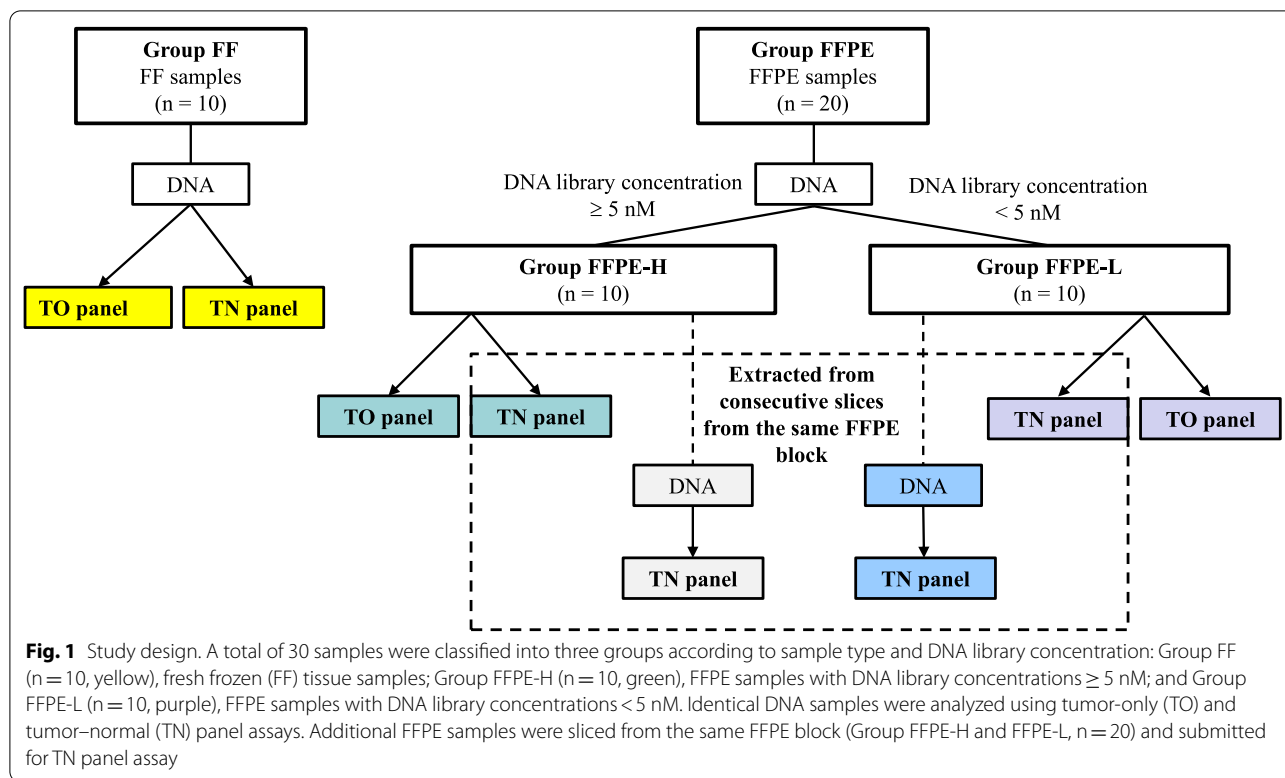 Group FF
FF samples
(n = 10)
Group FFPE
FFPE samples
(n = 20)
DNA
DNA
DNA library concentration
≥ 5 nM
DNA library concentration
< 5 nM
Group FFPE-H
(n = 10)
Group FFPE-L
(n = 10)
TO panel
TN panel
TO panel
TN panel
Extracted from
consecutive slices
from the same FFPE
block
TN panel
TO panel
DNA
DNA
TN panel
TN panel
Fig. 1 Study design. A total of 30 samples were classified into three groups according to sample type and DNA library concentration: Group FF
(n = 10, yellow), fresh frozen (FF) tissue samples; Group FFPE-H (n = 10, green), FFPE samples with DNA library concentrations ≥ 5 nM; and Group
FFPE-L (n = 10, purple), FFPE samples with DNA library concentrations < 5 nM. Identical DNA samples were analyzed using tumor-only (TO) and
tumor–normal (TN) panel assays. Additional FFPE samples were sliced from the same FFPE block (Group FFPE-H and FFPE-L, n = 20) and submitted
for TN panel assay